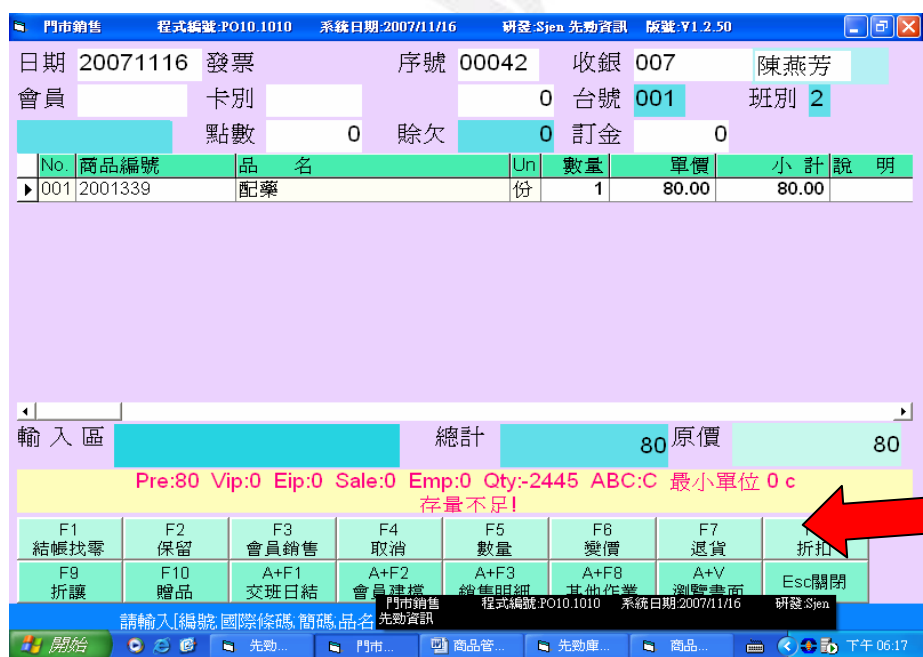 門市銷售 程式編號:PO10.1010 系統日期:2007/11/16 研發:Sjen 先勁資訊 版號:V1.2.50
日期 20071116 發票 序號 00042 收銀 007 陳燕芳
會員 卡別 0 台號 001 班別 2
點數 0 賒欠 0 訂金 0
No. 商品編號 品 名 Un 數量 單價 小 計 說 明
001 2001339 配藥 份 1 80.00 80.00
輸 入 區 總計 80 原價 80
Pre:80 Vip:0 Eip:0 Sale:0 Emp:0 Qty:-2445 ABC:C 最小單位 0 c
存量不足!
F1 F2 F3 F4 F5 F6 F7
結帳找零 保留 會員銷售 取消 數量 變價 退貨 折扣
F9 F10 A+F1 A+F2 A+F3 A+F8 A+V Esc關閉
折讓 贈品 交班日結 會員建檔 銷售明細 其他作業 瀏覽畫面
門市銷售 程式編號:PO10.1010 系統日期:2007/11/16 研發:Sjen
先勁資訊
請輸入[編號,國際條碼,簡碼,品名
開始 先勁... 門市... 商品管... 先勁庫... 商品... 下午 06:17